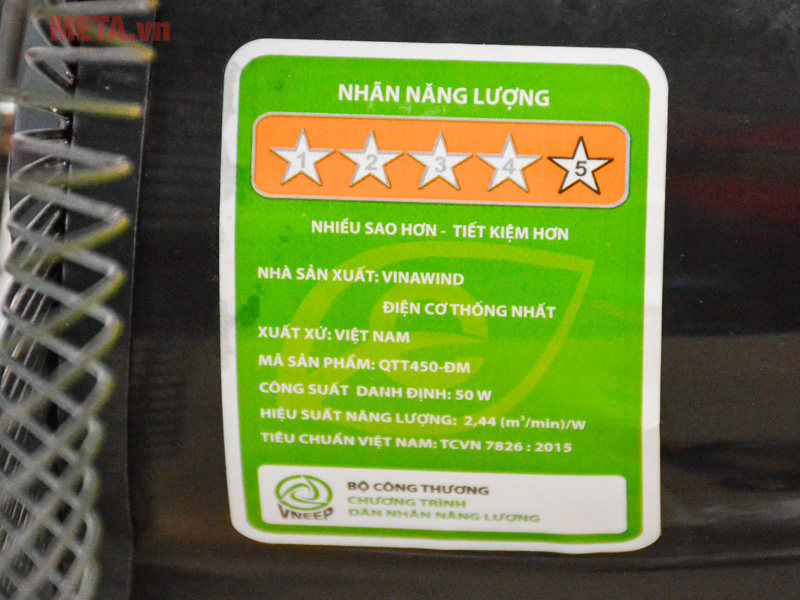 META.vn
NHÃN NĂNG LƯỢNG
1 2 3 4 5
NHIỀU SAO HƠN - TIẾT KIỆM HƠN
NHÀ SẢN XUẤT: VINAWIND
ĐIỆN CƠ THỐNG NHẤT
XUẤT XỨ: VIỆT NAM
MÃ SẢN PHẨM: QTT450-ĐM
CÔNG SUẤT DANH ĐỊNH: 50 W
HIỆU SUẤT NĂNG LƯỢNG: 2,44 (m³/min)/W
TIÊU CHUẨN VIỆT NAM: TCVN 7826 : 2015
VNEEP
BỘ CÔNG THƯƠNG
CHƯƠNG TRÌNH
DÁN NHÃN NĂNG LƯỢNG